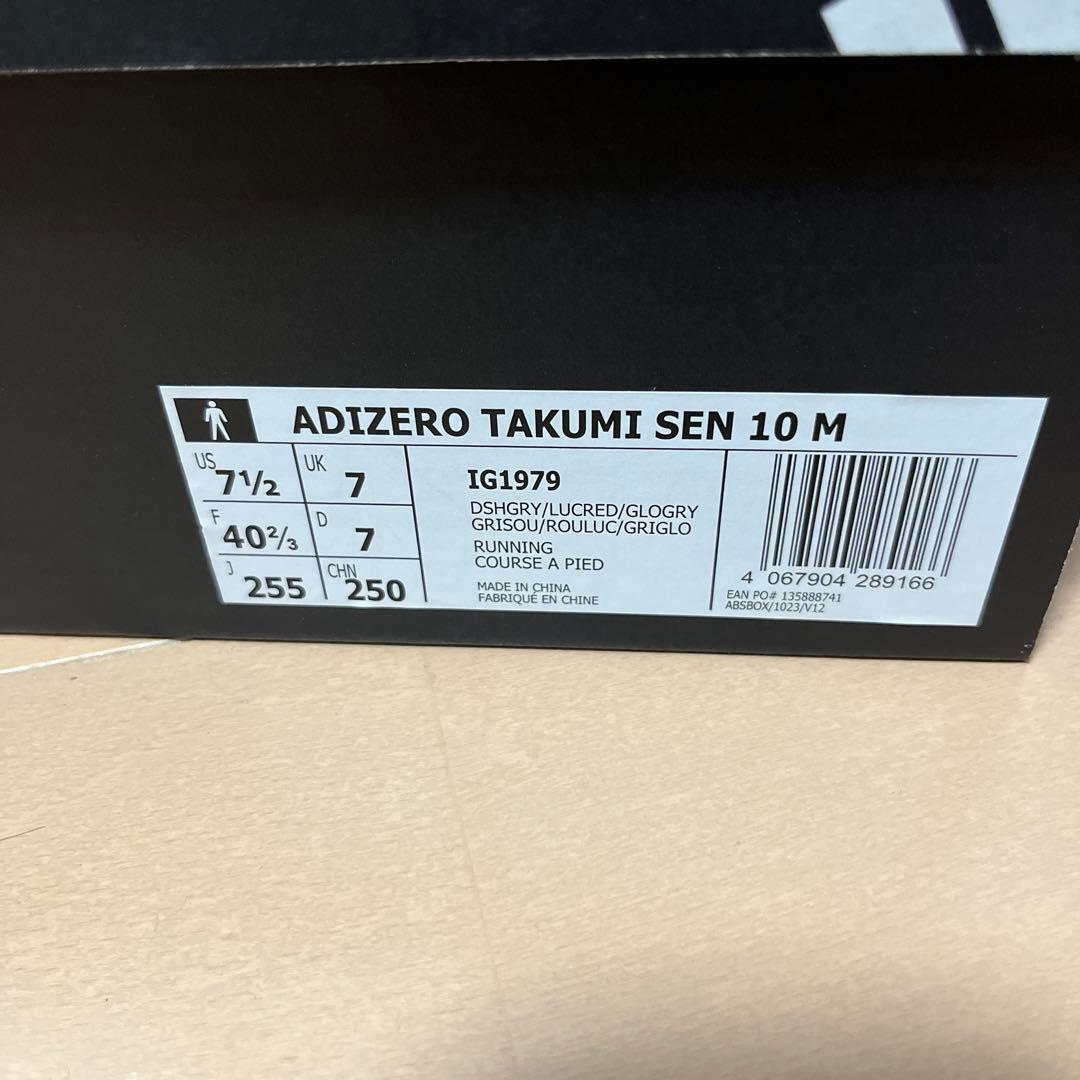 ADIZERO TAKUMI SEN 10 M
US 7½ UK 7
F 40⅔ D 7
J 255 CHN 250
IG1979
DSHGRY/LUCRED/GLOGRY
GRISOU/ROULUC/GRIGLO
RUNNING
COURSE A PIED
MADE IN CHINA
FABRIQUÉ EN CHINE
4 067904 289166
EAN PO# 135888741
ABSBOX/1023/V12